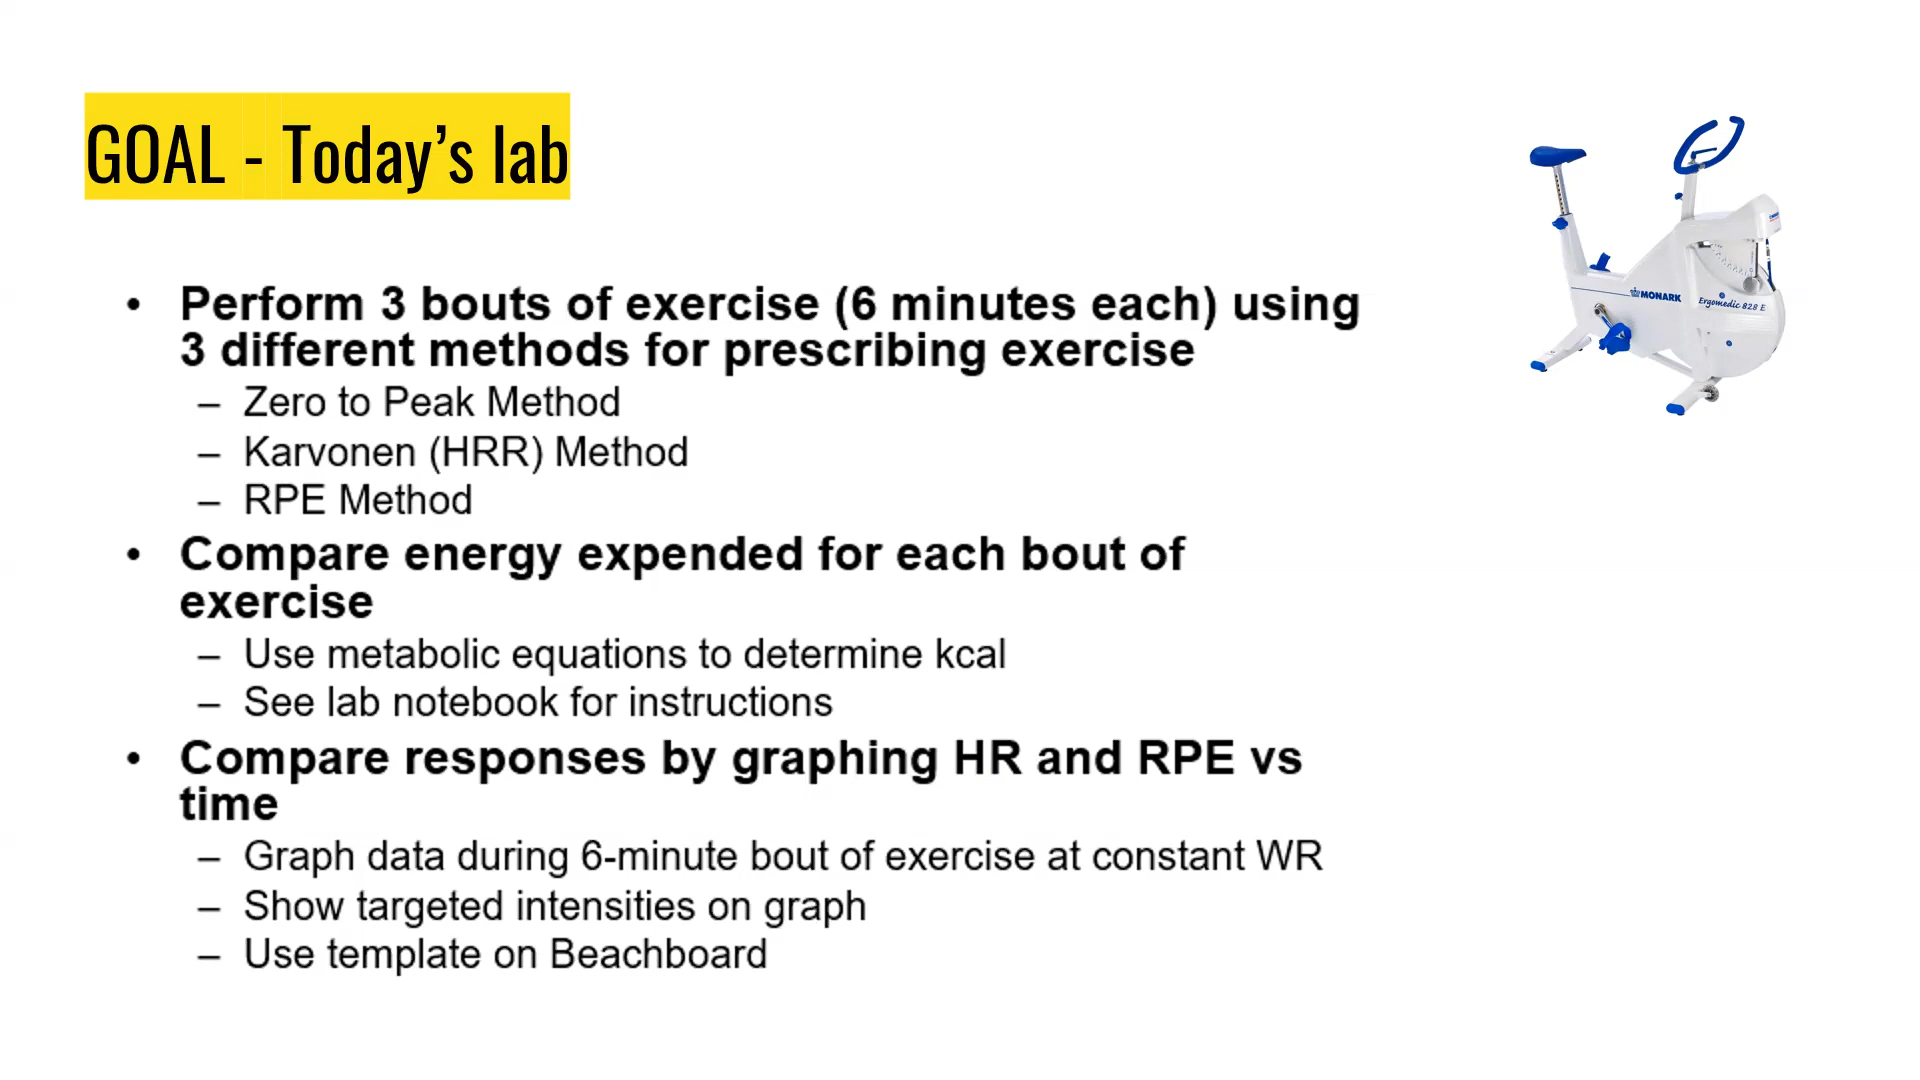 GOAL - Today’s lab
• Perform 3 bouts of exercise (6 minutes each) using
3 different methods for prescribing exercise
– Zero to Peak Method
– Karvonen (HRR) Method
– RPE Method
• Compare energy expended for each bout of
exercise
– Use metabolic equations to determine kcal
– See lab notebook for instructions
• Compare responses by graphing HR and RPE vs
time
– Graph data during 6-minute bout of exercise at constant WR
– Show targeted intensities on graph
– Use template on Beachboard
MONARK
Ergomedic 828 E